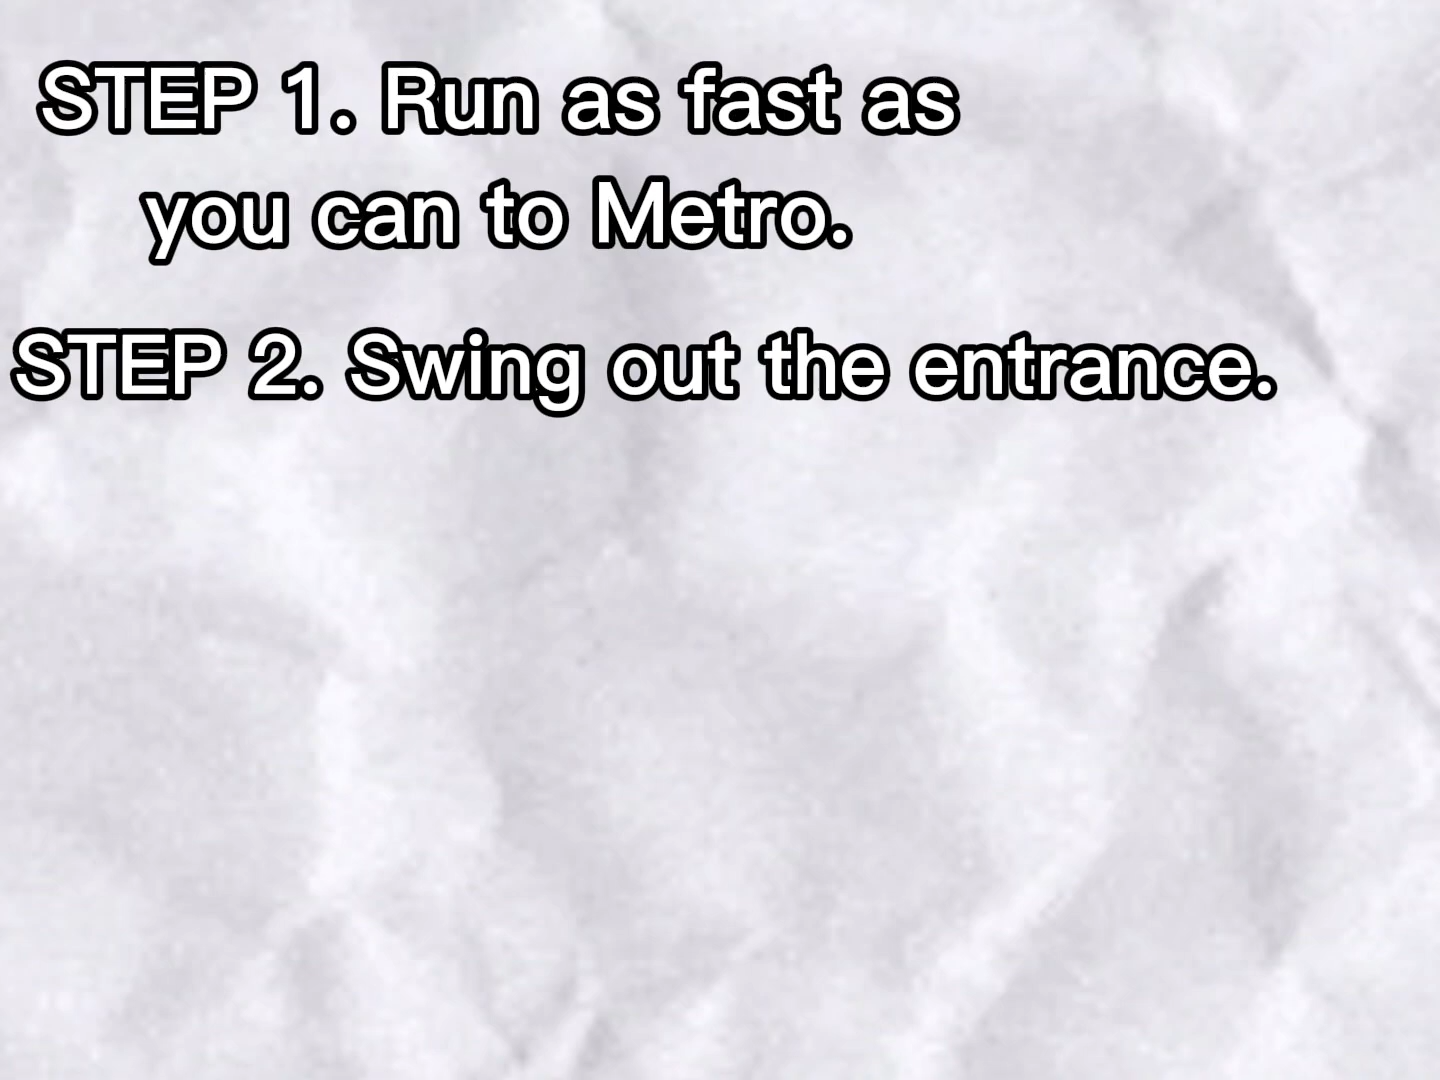 STEP 1. Run as fast as
you can to Metro.
STEP 2. Swing out the entrance.